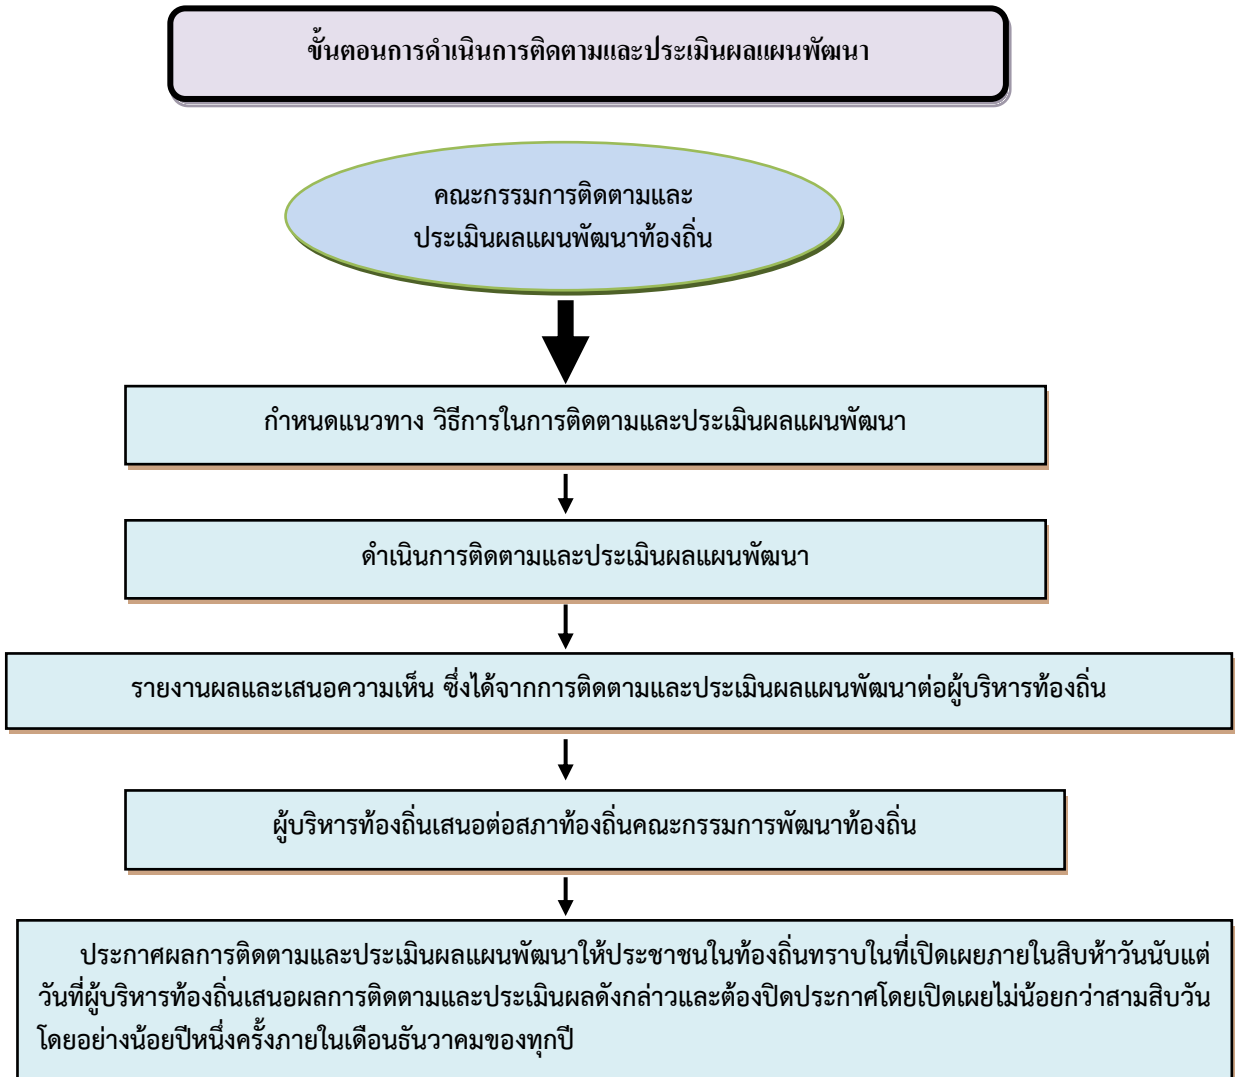 ขั้นตอนการดำเนินการติดตามและประเมินผลแผนพัฒนา
คณะกรรมการติดตามและ
ประเมินผลแผนพัฒนาท้องถิ่น
กำหนดแนวทาง วิธีการในการติดตามและประเมินผลแผนพัฒนา
ดำเนินการติดตามและประเมินผลแผนพัฒนา
รายงานผลและเสนอความเห็น ซึ่งได้จากการติดตามและประเมินผลแผนพัฒนาต่อผู้บริหารท้องถิ่น
ผู้บริหารท้องถิ่นเสนอต่อสภาท้องถิ่นคณะกรรมการพัฒนาท้องถิ่น
ประกาศผลการติดตามและประเมินผลแผนพัฒนาให้ประชาชนในท้องถิ่นทราบในที่เปิดเผยภายในสิบห้าวันนับแต่
วันที่ผู้บริหารท้องถิ่นเสนอผลการติดตามและประเมินผลดังกล่าวและต้องปิดประกาศโดยเปิดเผยไม่น้อยกว่าสามสิบวัน
โดยอย่างน้อยปีหนึ่งครั้งภายในเดือนธันวาคมของทุกปี